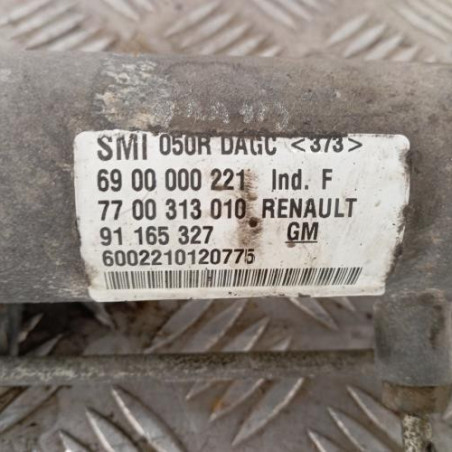 SMI 050R DAGC <373>
69 00 000 221 Ind. F
77 00 313 010 RENAULT
91 165 327 GM
6002210120775